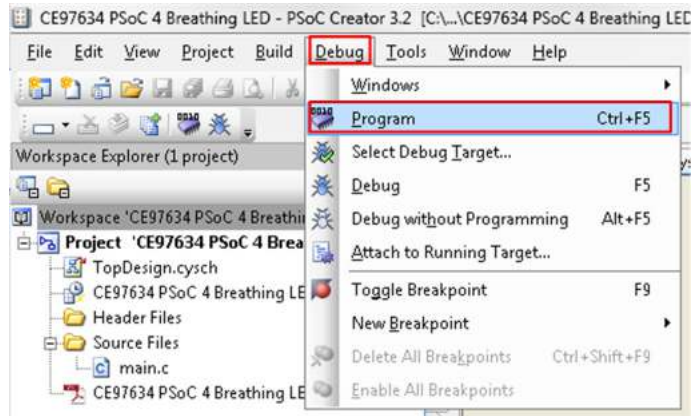 CE97634 PSoC 4 Breathing LED - PSoC Creator 3.2 [C:\...\CE97634 PSoC 4 Breathing LED
File Edit View Project Build Debug Tools Window Help
Windows
Program Ctrl+F5
Workspace Explorer (1 project)
Select Debug Target...
Debug F5
Workspace 'CE97634 PSoC 4 Breathi
Debug without Programming Alt+F5
Project 'CE97634 PSoC 4 Brea
Attach to Running Target...
TopDesign.cysch
CE97634 PSoC 4 Breathing LE
Toggle Breakpoint F9
Header Files
New Breakpoint
Source Files
Delete All Breakpoints Ctrl+Shift+F9
main.c
CE97634 PSoC 4 Breathing LE
Enable All Breakpoints